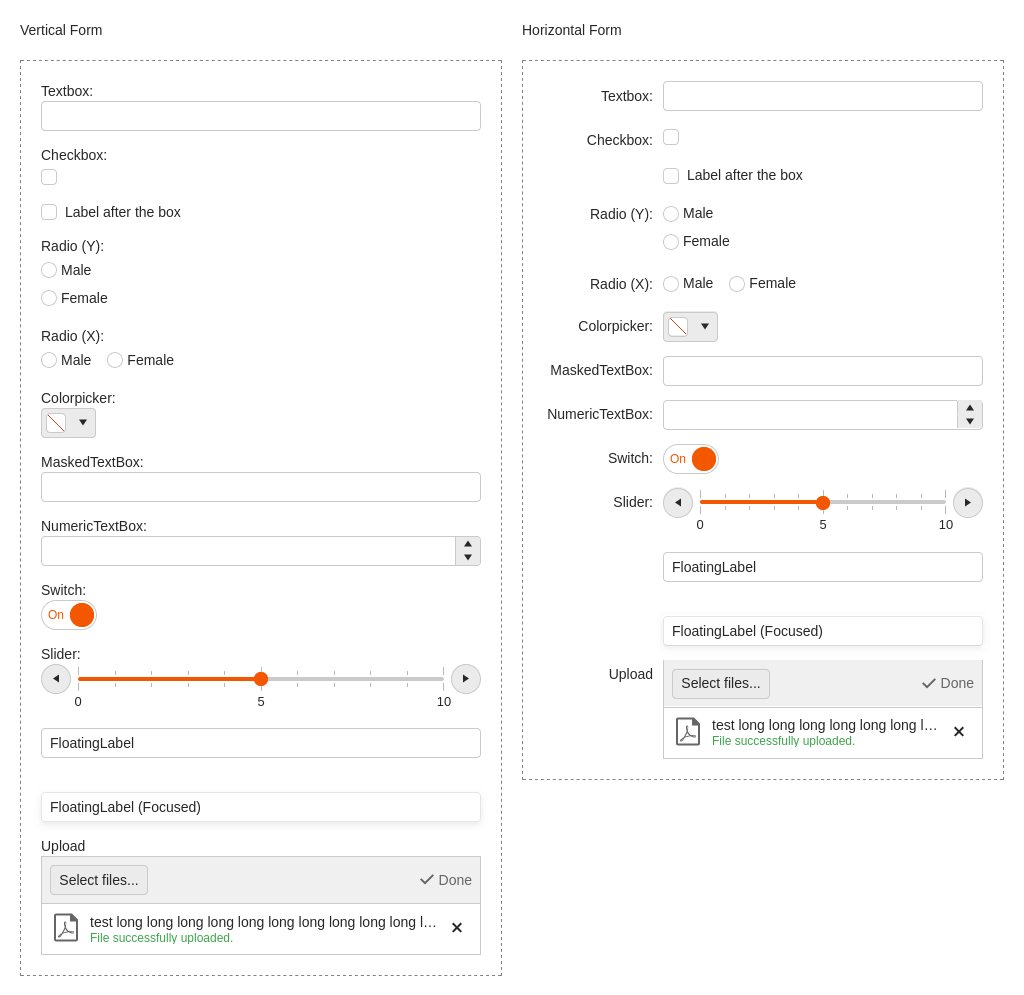 Vertical Form
Textbox:
Checkbox:
Label after the box
Radio (Y):
Male
Female
Radio (X):
Male Female
Colorpicker:
MaskedTextBox:
NumericTextBox:
Switch:
On
Slider:
0 5 10
FloatingLabel
FloatingLabel (Focused)
Upload
Select files... Done
test long long long long long long long long long long l…
File successfully uploaded.
Horizontal Form
Textbox:
Checkbox:
Label after the box
Radio (Y): Male
Female
Radio (X): Male Female
Colorpicker:
MaskedTextBox:
NumericTextBox:
Switch: On
Slider:
0 5 10
FloatingLabel
FloatingLabel (Focused)
Upload Select files... Done
test long long long long long long l…
File successfully uploaded.